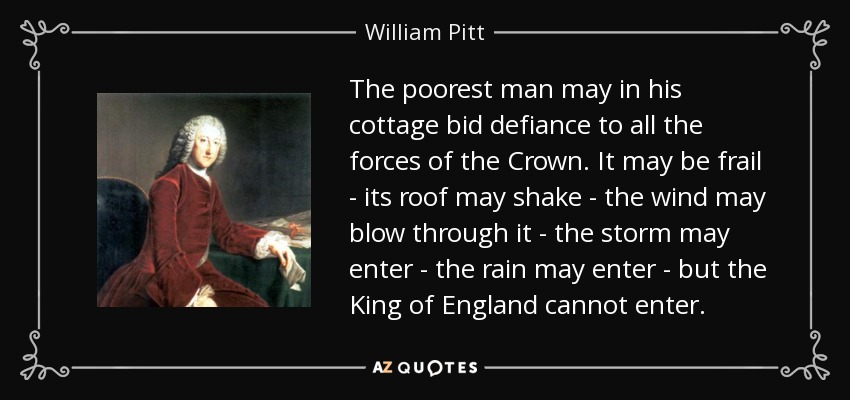 William Pitt
The poorest man may in his
cottage bid defiance to all the
forces of the Crown. It may be frail
- its roof may shake - the wind may
blow through it - the storm may
enter - the rain may enter - but the
King of England cannot enter.
AZ QUOTES